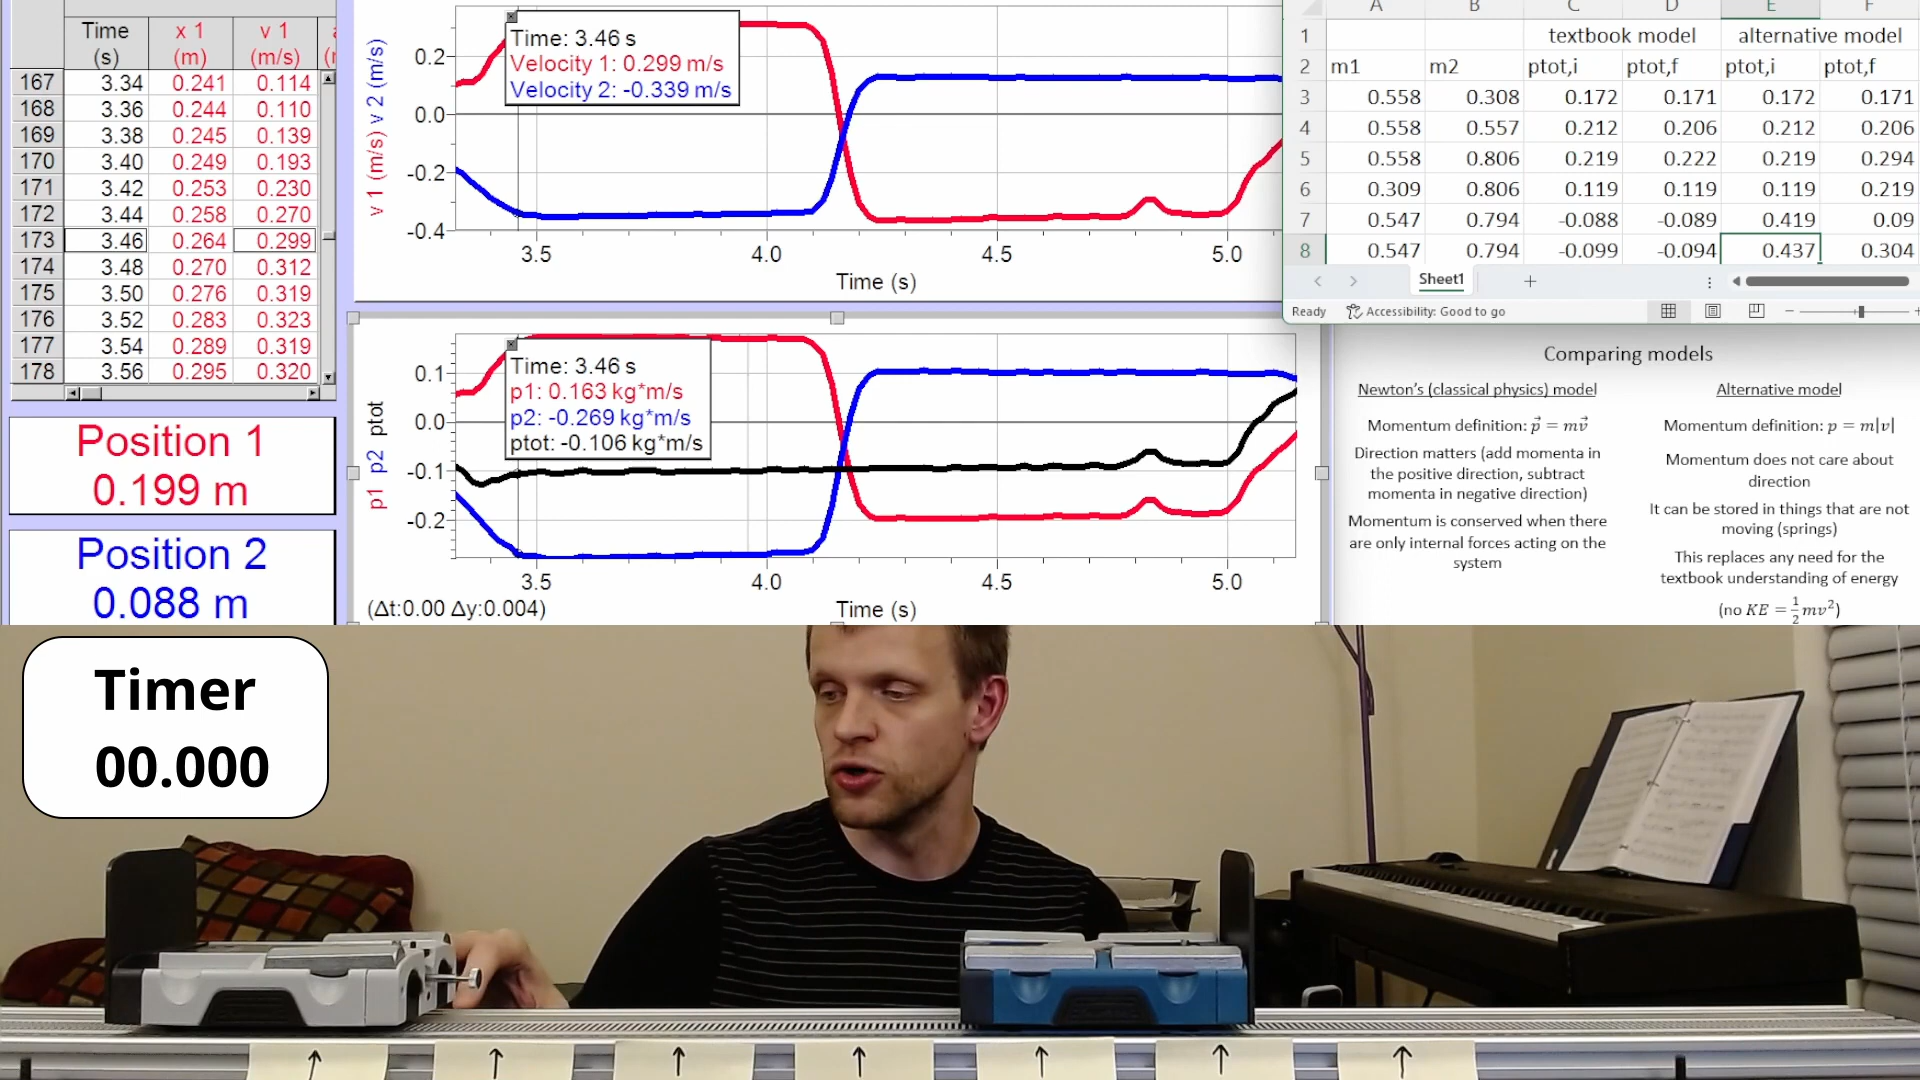 Time x 1 v 1
(s) (m) (m/s)
167 3.34 0.241 0.114
168 3.36 0.244 0.110
169 3.38 0.245 0.139
170 3.40 0.249 0.193
171 3.42 0.253 0.230
172 3.44 0.258 0.270
173 3.46 0.264 0.299
174 3.48 0.270 0.312
175 3.50 0.276 0.319
176 3.52 0.283 0.323
177 3.54 0.289 0.319
178 3.56 0.295 0.320
Position 1
0.199 m
Position 2
0.088 m
v 1 (m/s) v 2 (m/s)
0.2
0.0
-0.2
-0.4
Time: 3.46 s
Velocity 1: 0.299 m/s
Velocity 2: -0.339 m/s
3.5 4.0 4.5 5.0
Time (s)
p1 p2 ptot
0.1
0.0
-0.1
-0.2
Time: 3.46 s
p1: 0.163 kg*m/s
p2: -0.269 kg*m/s
ptot: -0.106 kg*m/s
3.5 4.0 4.5 5.0
(Δt:0.00 Δy:0.004) Time (s)
A B C D E F
1 textbook model alternative model
2 m1 m2 ptot,i ptot,f ptot,i ptot,f
3 0.558 0.308 0.172 0.171 0.172 0.171
4 0.558 0.557 0.212 0.206 0.212 0.206
5 0.558 0.806 0.219 0.222 0.219 0.294
6 0.309 0.806 0.119 0.119 0.119 0.219
7 0.547 0.794 -0.088 -0.089 0.419 0.09
8 0.547 0.794 -0.099 -0.094 0.437 0.304
Sheet1
Ready Accessibility: Good to go
Comparing models
Newton's (classical physics) model
Momentum definition: p⃗ = mv⃗
Direction matters (add momenta in
the positive direction, subtract
momenta in negative direction)
Momentum is conserved when there
are only internal forces acting on the
system
Alternative model
Momentum definition: p = m|v|
Momentum does not care about
direction
It can be stored in things that are not
moving (springs)
This replaces any need for the
textbook understanding of energy
(no KE = 1/2 mv²)
Timer
00.000